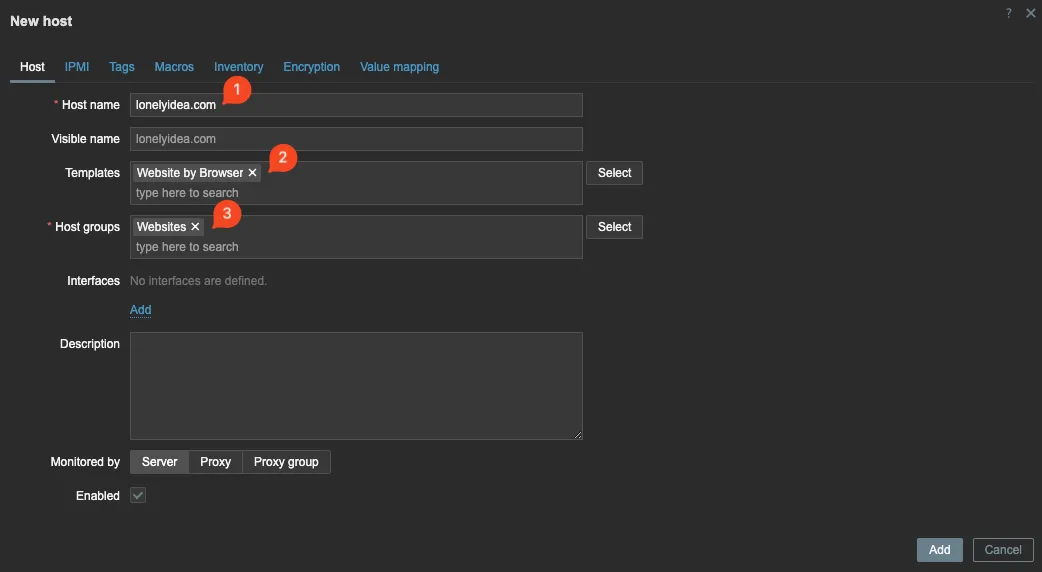 New host
? ✕
Host IPMI Tags Macros Inventory Encryption Value mapping
1
* Host name lonelyidea.com
Visible name lonelyidea.com
2
Templates Website by Browser ✕ Select
type here to search
3
* Host groups Websites ✕ Select
type here to search
Interfaces No interfaces are defined.
Add
Description
Monitored by Server Proxy Proxy group
Enabled
Add Cancel